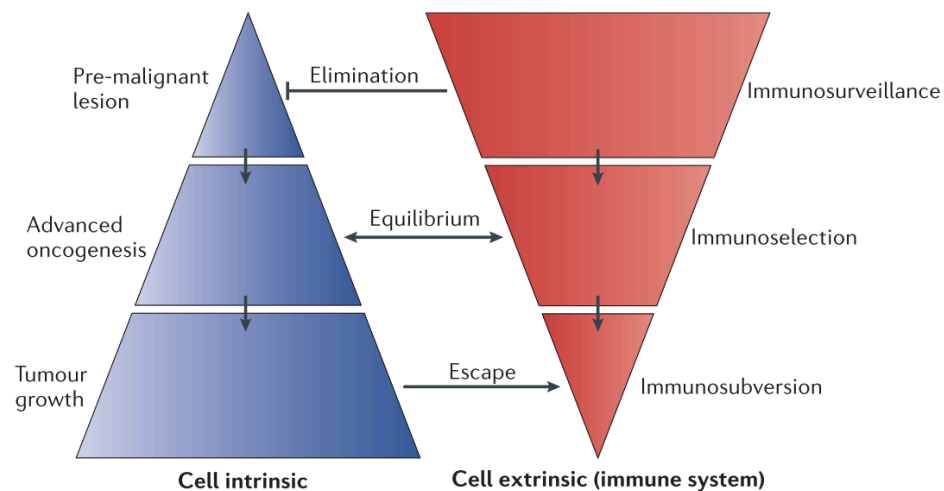 Pre-malignant
lesion
Elimination
Immunosurveillance
Advanced
oncogenesis
Equilibrium
Immunoselection
Tumour
growth
Escape
Immunosubversion
Cell intrinsic
Cell extrinsic (immune system)